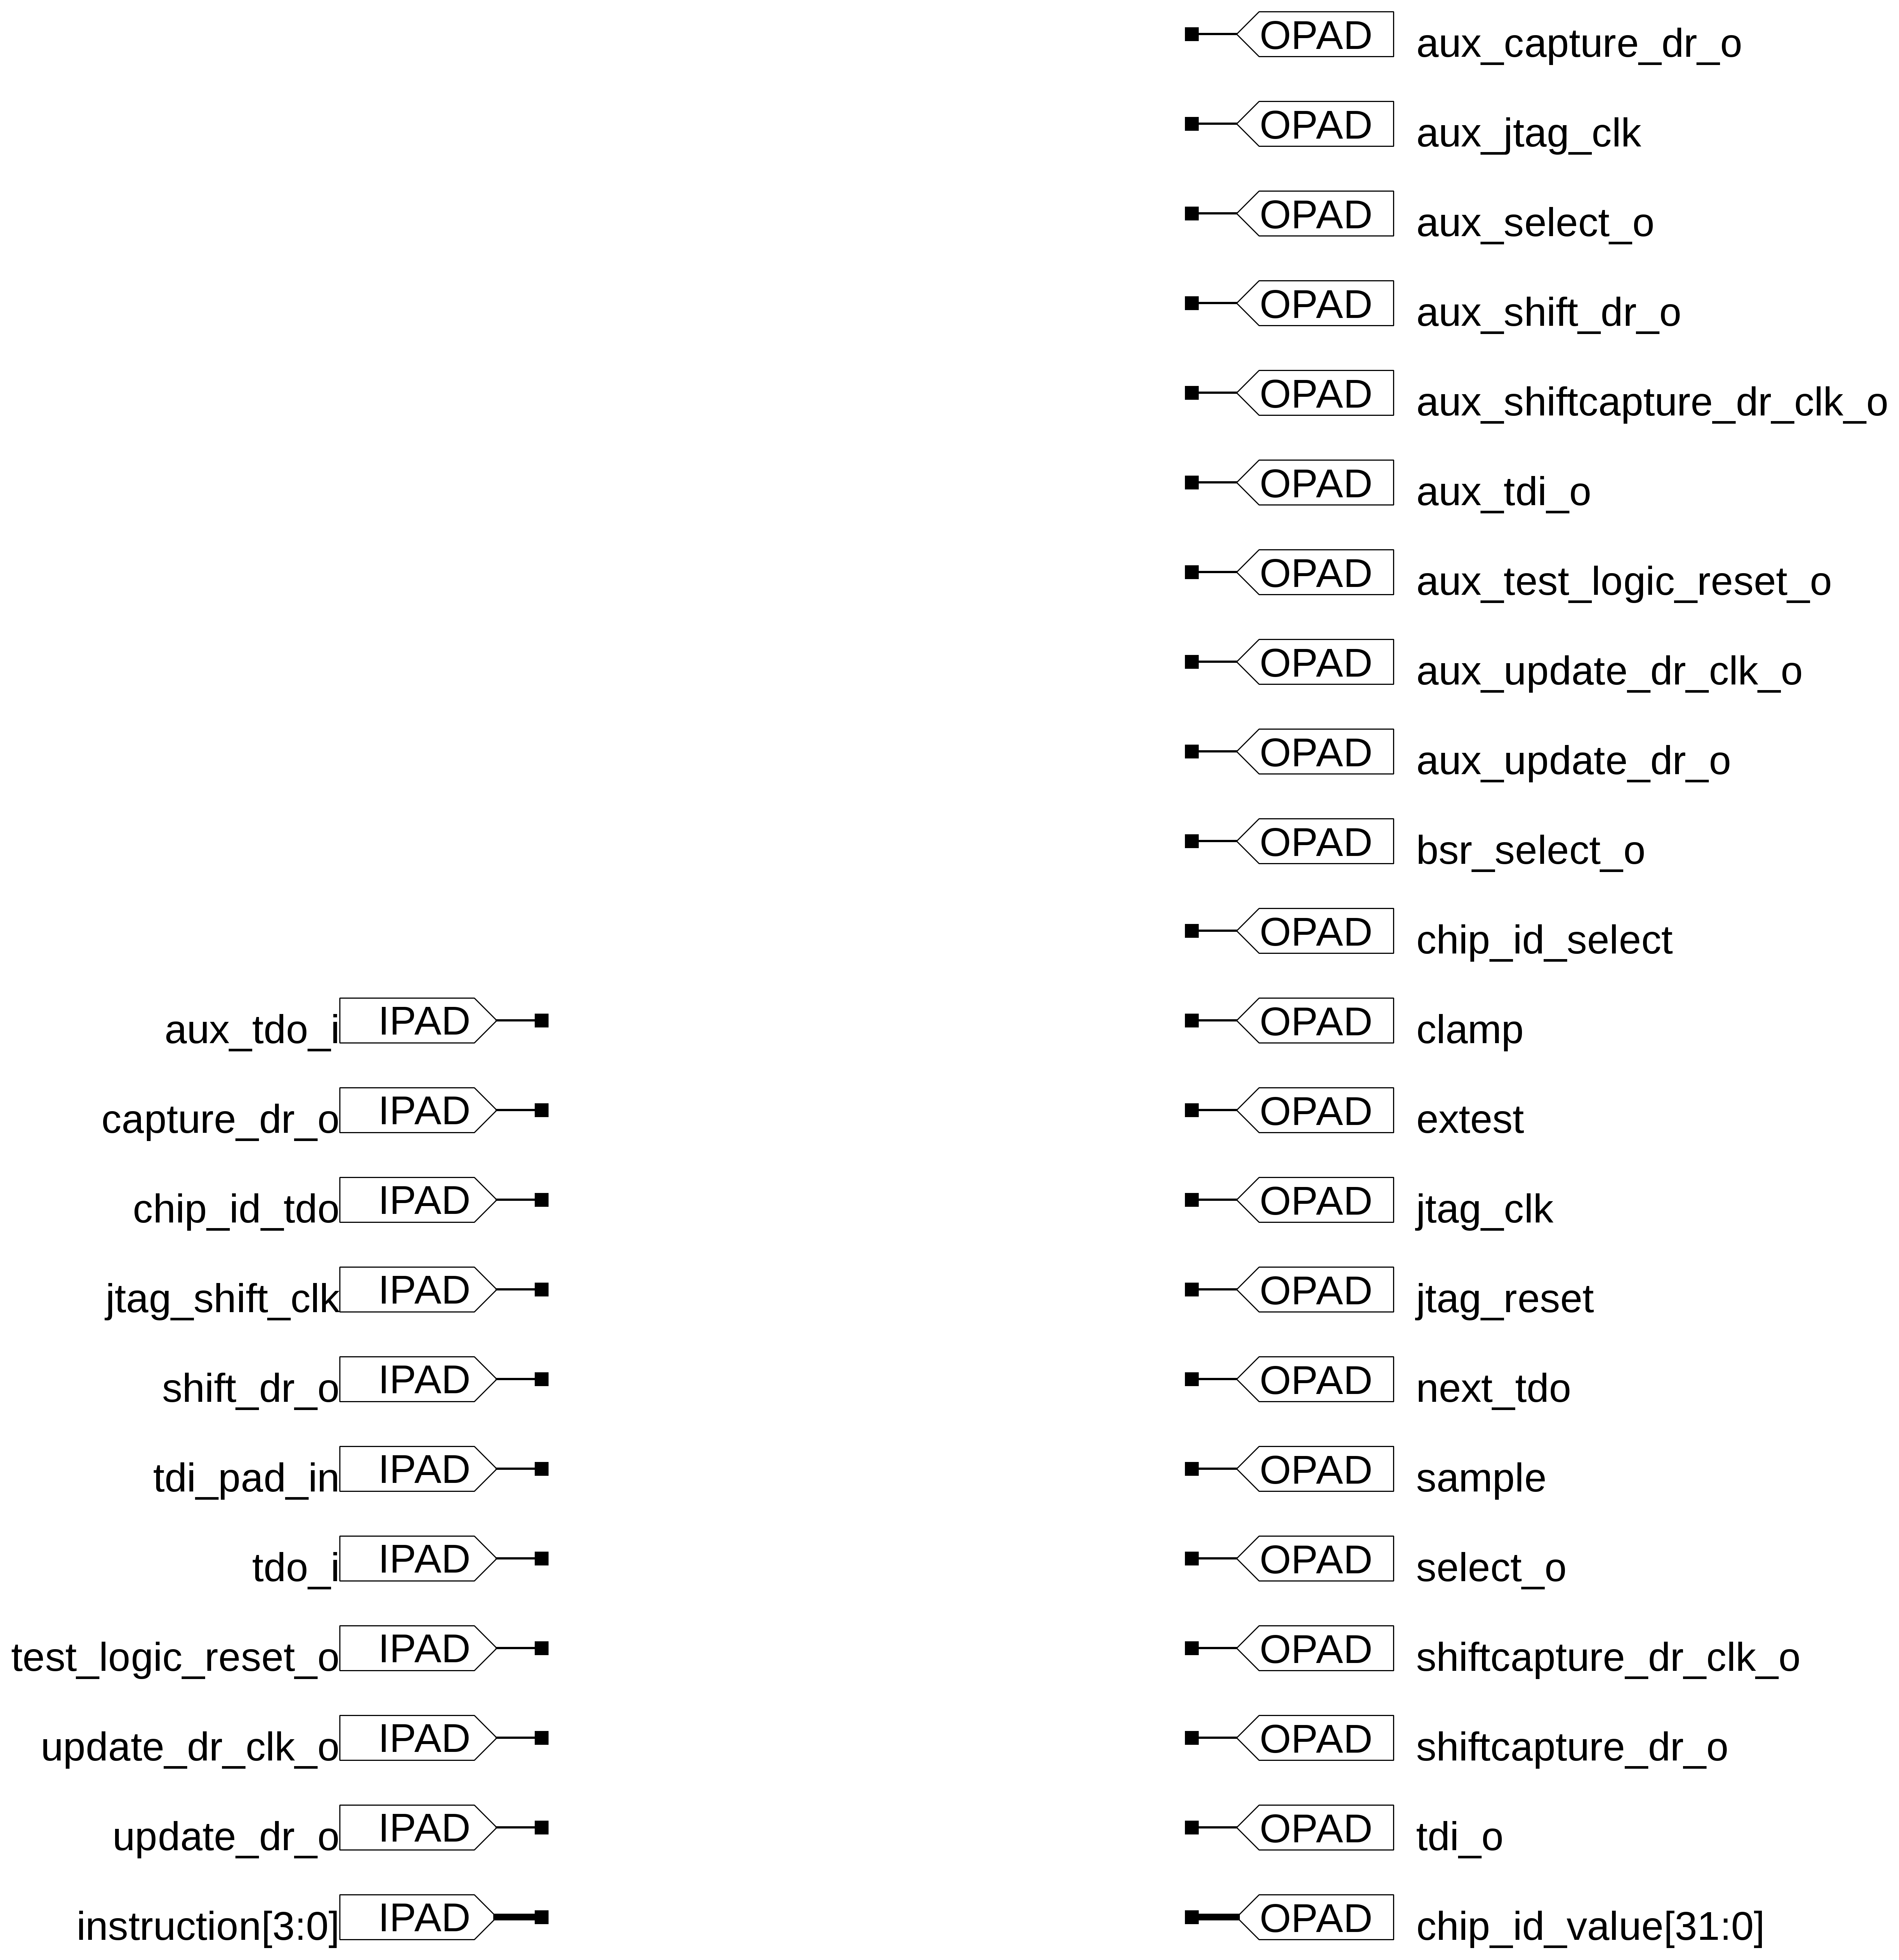 OPAD aux_capture_dr_o
OPAD aux_jtag_clk
OPAD aux_select_o
OPAD aux_shift_dr_o
OPAD aux_shiftcapture_dr_clk_o
OPAD aux_tdi_o
OPAD aux_test_logic_reset_o
OPAD aux_update_dr_clk_o
OPAD aux_update_dr_o
OPAD bsr_select_o
OPAD chip_id_select
aux_tdo_i IPAD OPAD clamp
capture_dr_o IPAD OPAD extest
chip_id_tdo IPAD OPAD jtag_clk
jtag_shift_clk IPAD OPAD jtag_reset
shift_dr_o IPAD OPAD next_tdo
tdi_pad_in IPAD OPAD sample
tdo_i IPAD OPAD select_o
test_logic_reset_o IPAD OPAD shiftcapture_dr_clk_o
update_dr_clk_o IPAD OPAD shiftcapture_dr_o
update_dr_o IPAD OPAD tdi_o
instruction[3:0] IPAD OPAD chip_id_value[31:0]